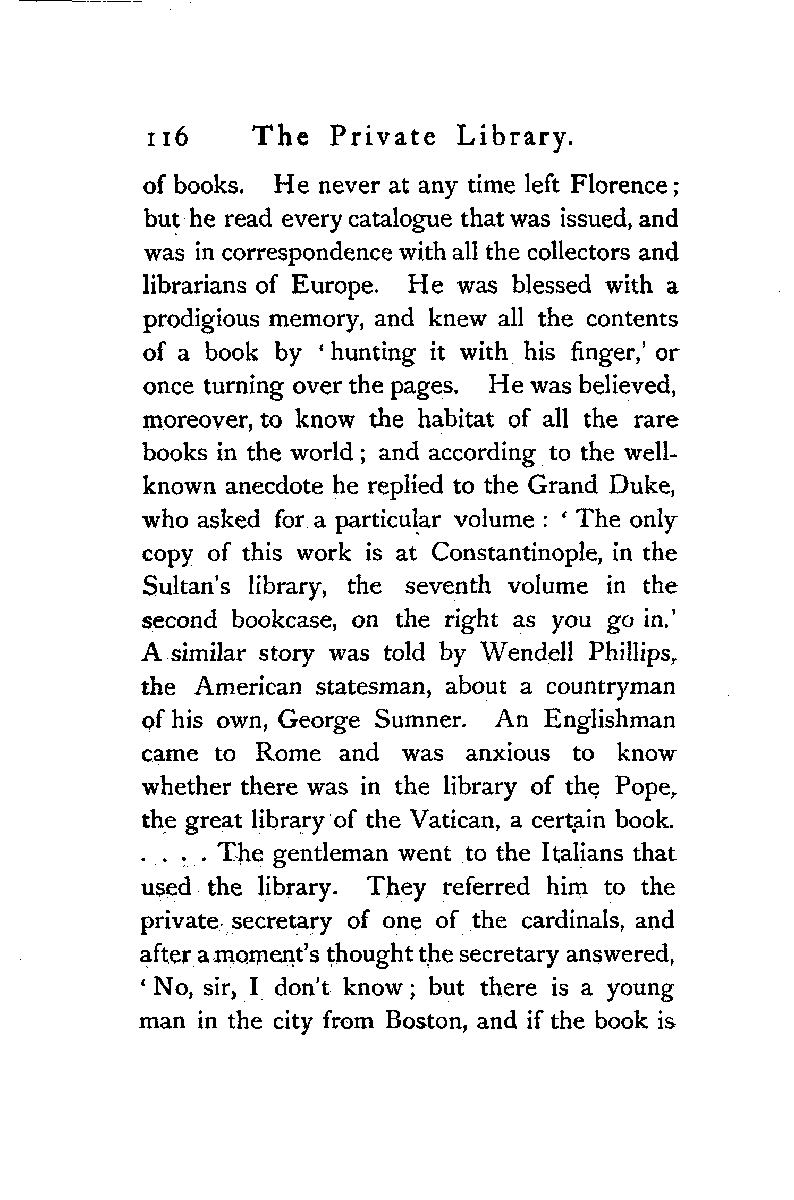 116 The Private Library.
of books. He never at any time left Florence;
but he read every catalogue that was issued, and
was in correspondence with all the collectors and
librarians of Europe. He was blessed with a
prodigious memory, and knew all the contents
of a book by ‘hunting it with his finger,’ or
once turning over the pages. He was believed,
moreover, to know the habitat of all the rare
books in the world; and according to the well-
known anecdote he replied to the Grand Duke,
who asked for a particular volume: ‘The only
copy of this work is at Constantinople, in the
Sultan's library, the seventh volume in the
second bookcase, on the right as you go in.’
A similar story was told by Wendell Phillips,
the American statesman, about a countryman
of his own, George Sumner. An Englishman
came to Rome and was anxious to know
whether there was in the library of the Pope,
the great library of the Vatican, a certain book.
. . . . The gentleman went to the Italians that
used the library. They referred him to the
private secretary of one of the cardinals, and
after a moment's thought the secretary answered,
‘No, sir, I don't know; but there is a young
man in the city from Boston, and if the book is